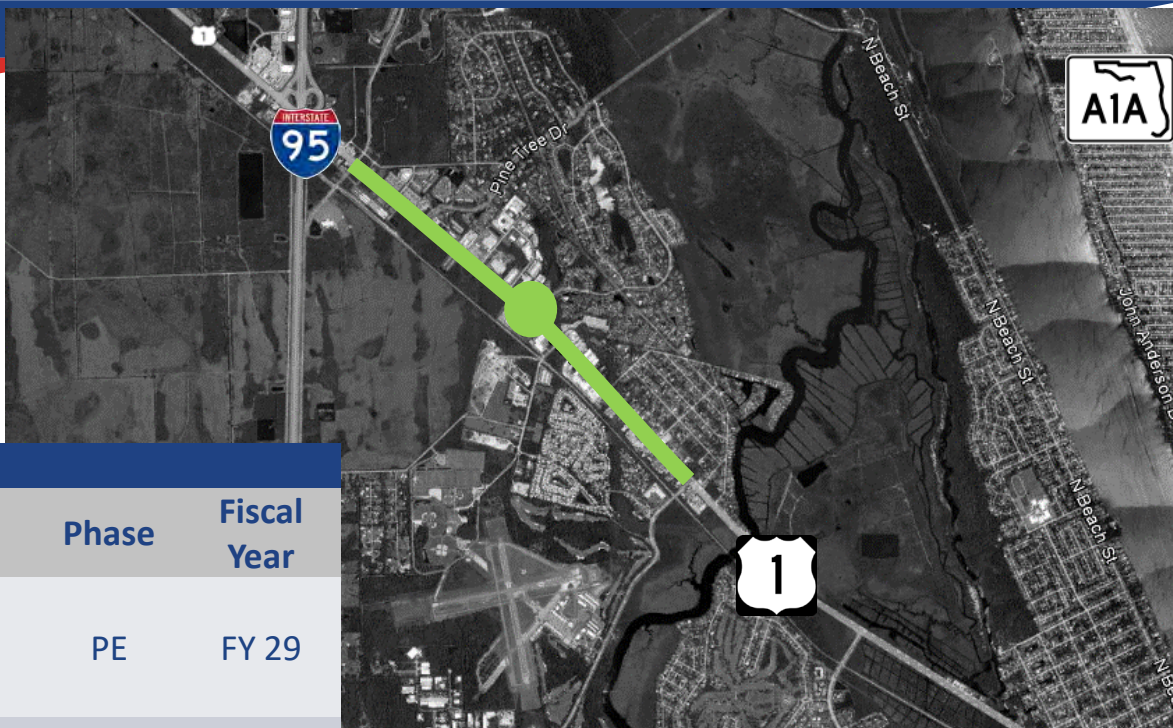 1
INTERSTATE
95
N Beach St
A1A
Pine Tree Dr
N Beach St
John Anderson
N Beach St
1
Phase
Fiscal
Year
PE
FY 29